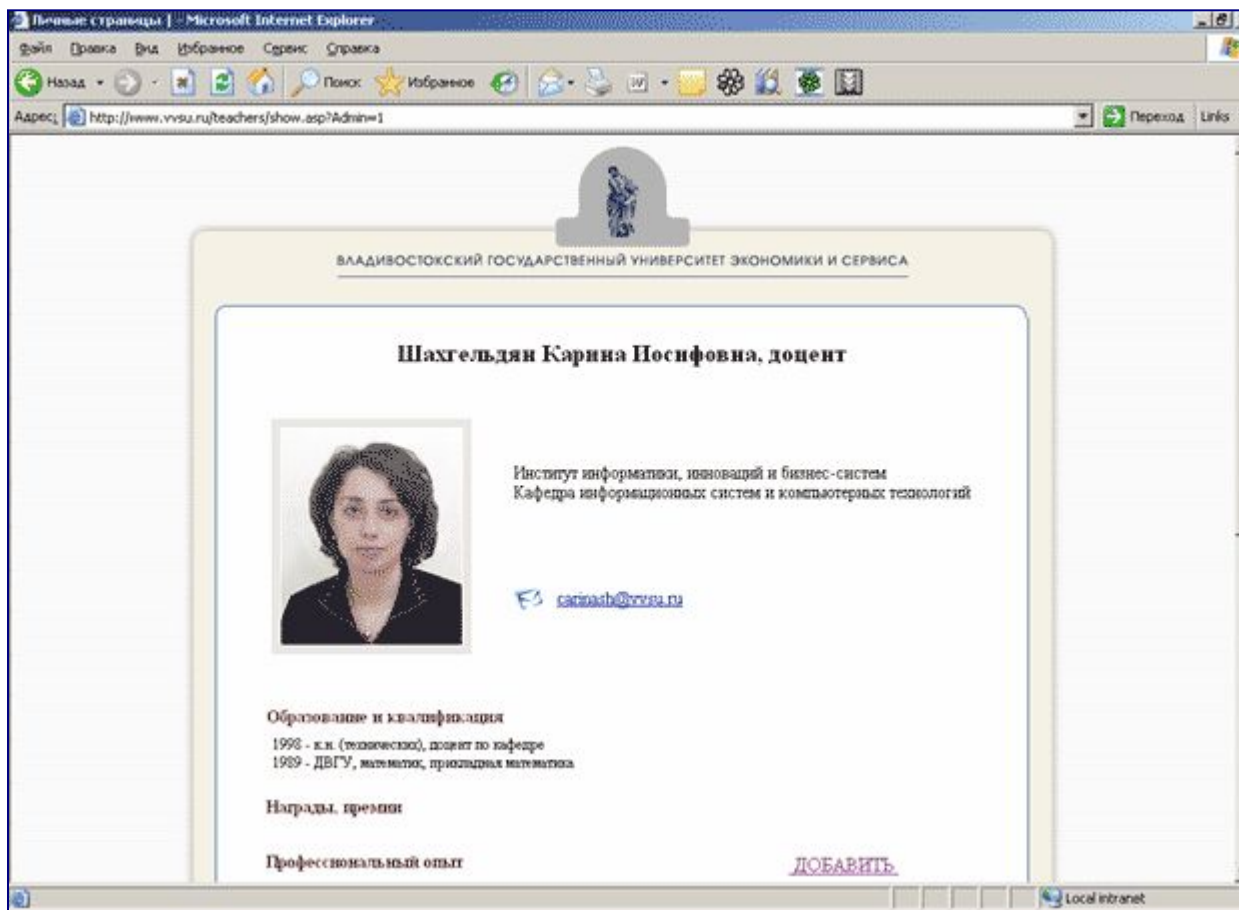 Личные страницы | - Microsoft Internet Explorer
Файл Правка Вид Избранное Сервис Справка
Назад Поиск Избранное
Адрес: http://www.vvsu.ru/teachers/show.asp?Admin=1 Переход Links
ВЛАДИВОСТОКСКИЙ ГОСУДАРСТВЕННЫЙ УНИВЕРСИТЕТ ЭКОНОМИКИ И СЕРВИСА
Шахгельдян Карина Иосифовна, доцент
Институт информатики, инноваций и бизнес-систем
Кафедра информационных систем и компьютерных технологий
carinash@vvsu.ru
Образование и квалификация
1998 - к.н. (технических), доцент по кафедре
1989 - ДВГУ, математик, прикладная математика
Награды, премии
Профессиональный опыт ДОБАВИТЬ
Local intranet